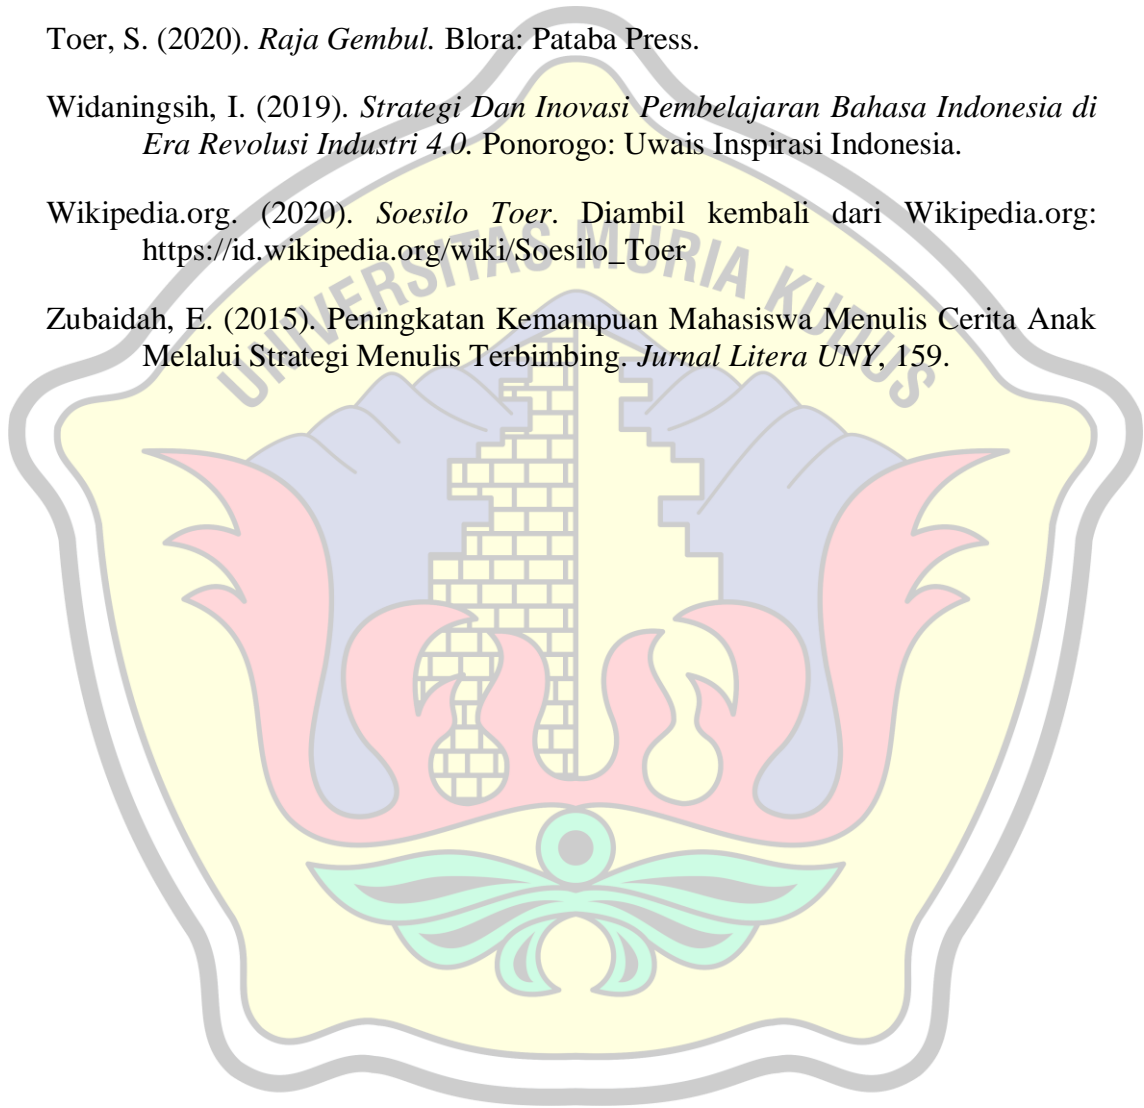 Toer, S. (2020). Raja Gembul. Blora: Pataba Press.
Widaningsih, I. (2019). Strategi Dan Inovasi Pembelajaran Bahasa Indonesia di
Era Revolusi Industri 4.0. Ponorogo: Uwais Inspirasi Indonesia.
Wikipedia.org. (2020). Soesilo Toer. Diambil kembali dari Wikipedia.org:
https://id.wikipedia.org/wiki/Soesilo_Toer
UNIVERSITAS MURIA KUDUS
Zubaidah, E. (2015). Peningkatan Kemampuan Mahasiswa Menulis Cerita Anak
Melalui Strategi Menulis Terbimbing. Jurnal Litera UNY, 159.